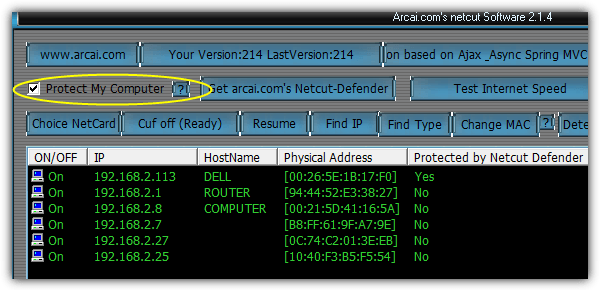 Arcai.com's netcut Software 2.1.4
www.arcai.com Your Version:214 LastVersion:214 on based on Ajax _Async Spring MVC
Protect My Computer ? Get arcai.com's Netcut-Defender Test Internet Speed
Choice NetCard Cuf off (Ready) Resume Find IP Find Type Change MAC ? Dete
ON/OFF IP HostName Physical Address Protected by Netcut Defender
On 192.168.2.113 DELL [00:26:5E:1B:17:F0] Yes
On 192.168.2.1 ROUTER [94:44:52:E3:38:27] No
On 192.168.2.8 COMPUTER [00:21:5D:41:16:5A] No
On 192.168.2.7 [B8:FF:61:9F:A7:9E] No
On 192.168.2.27 [0C:74:C2:01:3E:EB] No
On 192.168.2.25 [10:40:F3:B5:F5:54] No